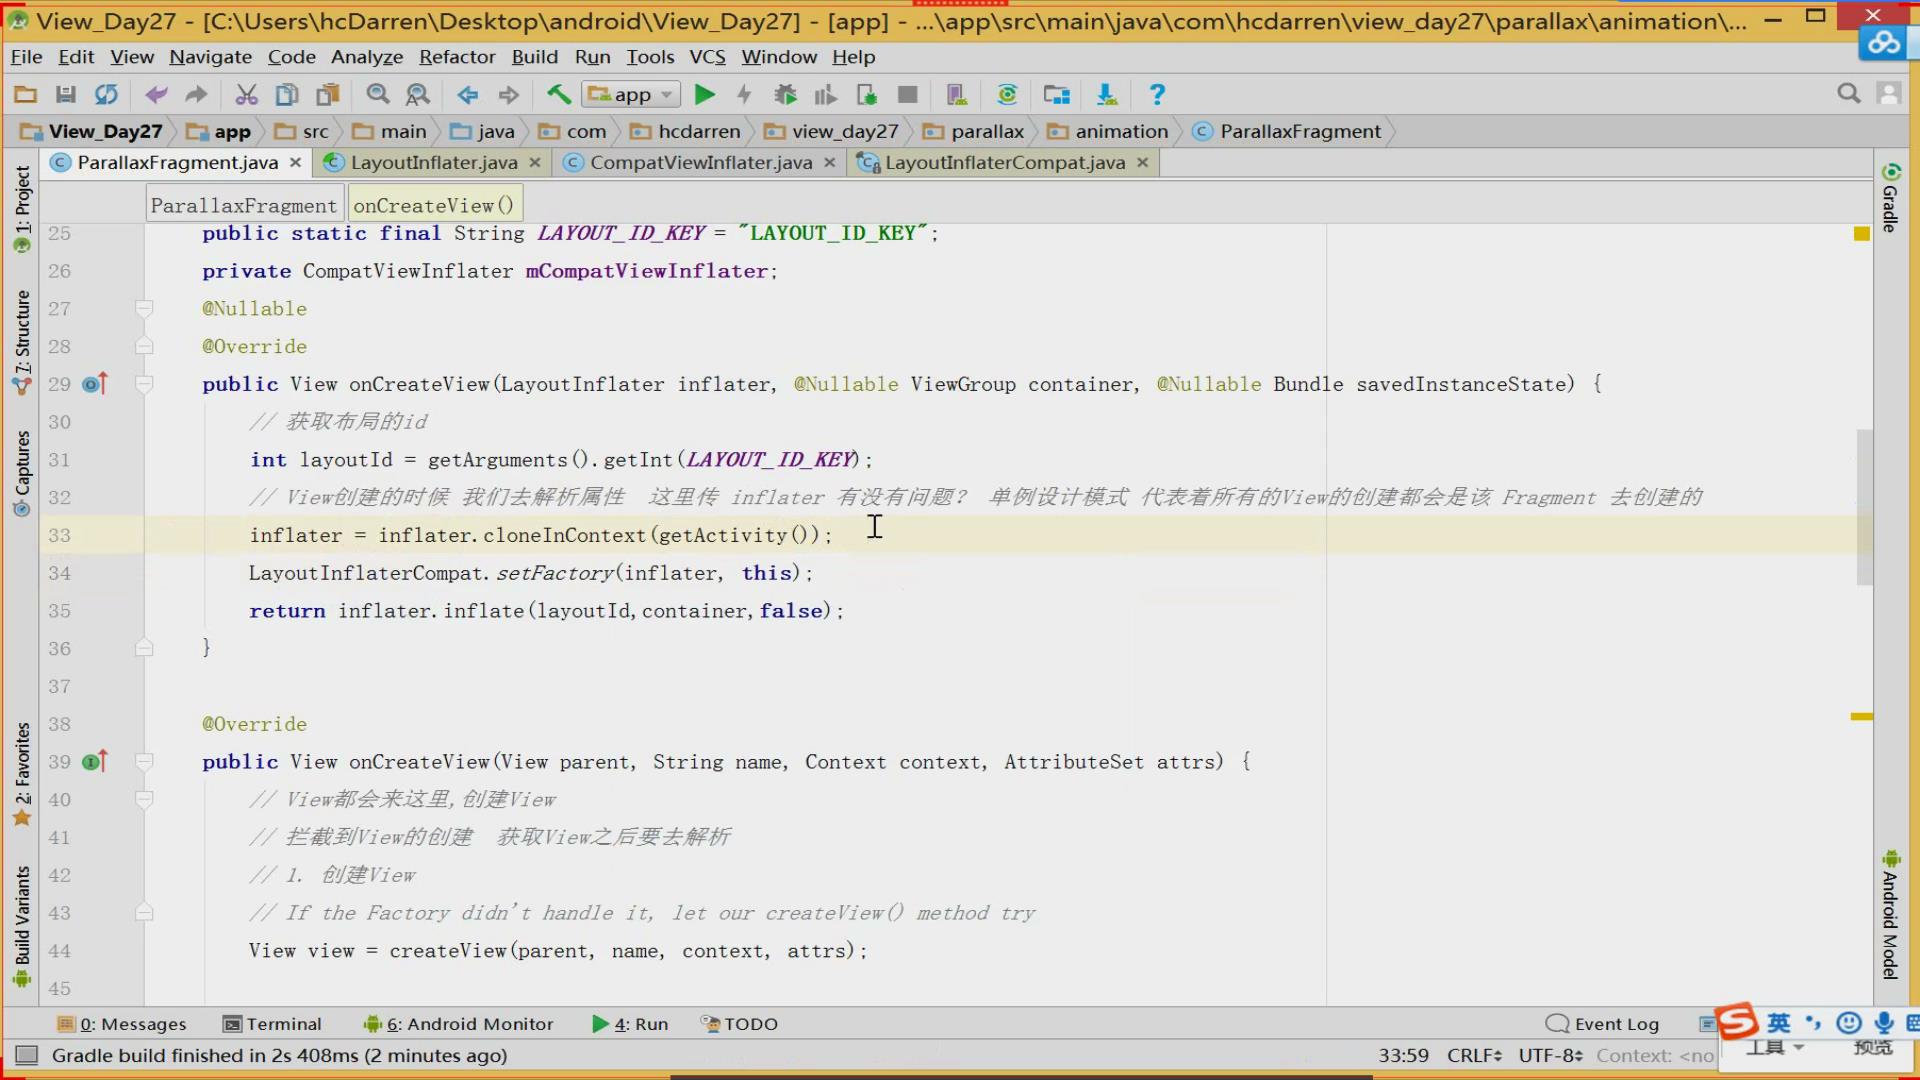 View_Day27 - [C:\Users\hcDarren\Desktop\android\View_Day27] - [app] - ...\app\src\main\java\com\hcdarren\view_day27\parallax\animation\...
File Edit View Navigate Code Analyze Refactor Build Run Tools VCS Window Help
app
View_Day27 app src main java com hcdarren view_day27 parallax animation ParallaxFragment
ParallaxFragment.java LayoutInflater.java CompatViewInflater.java LayoutInflaterCompat.java
ParallaxFragment onCreateView()
25 public static final String LAYOUT_ID_KEY = "LAYOUT_ID_KEY";
26 private CompatViewInflater mCompatViewInflater;
27 @Nullable
28 @Override
29 public View onCreateView(LayoutInflater inflater, @Nullable ViewGroup container, @Nullable Bundle savedInstanceState) {
30 // 获取布局的id
31 int layoutId = getArguments().getInt(LAYOUT_ID_KEY);
32 // View创建的时候 我们去解析属性 这里传 inflater 有没有问题? 单例设计模式 代表着所有的View的创建都会是该 Fragment 去创建的
33 inflater = inflater.cloneInContext(getActivity());
34 LayoutInflaterCompat.setFactory(inflater, this);
35 return inflater.inflate(layoutId,container,false);
36 }
37
38 @Override
39 public View onCreateView(View parent, String name, Context context, AttributeSet attrs) {
40 // View都会来这里,创建View
41 // 拦截到View的创建 获取View之后要去解析
42 // 1. 创建View
43 // If the Factory didn't handle it, let our createView() method try
44 View view = createView(parent, name, context, attrs);
45
1: Project
7: Structure
Captures
2: Favorites
Build Variants
Gradle
Android Model
0: Messages Terminal 6: Android Monitor 4: Run TODO Event Log
英
Gradle build finished in 2s 408ms (2 minutes ago) 33:59 CRLF UTF-8 Context: <no
工具 预览